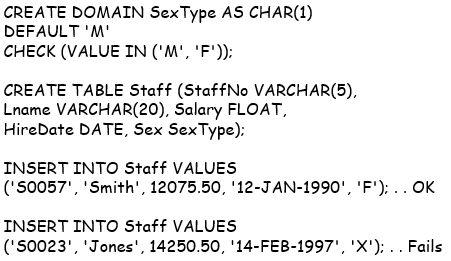 CREATE DOMAIN SexType AS CHAR(1)
DEFAULT 'M'
CHECK (VALUE IN ('M', 'F'));
CREATE TABLE Staff (StaffNo VARCHAR(5),
Lname VARCHAR(20), Salary FLOAT,
HireDate DATE, Sex SexType);
INSERT INTO Staff VALUES
('S0057', 'Smith', 12075.50, '12-JAN-1990', 'F'); . . OK
INSERT INTO Staff VALUES
('S0023', 'Jones', 14250.50, '14-FEB-1997', 'X'); . . Fails